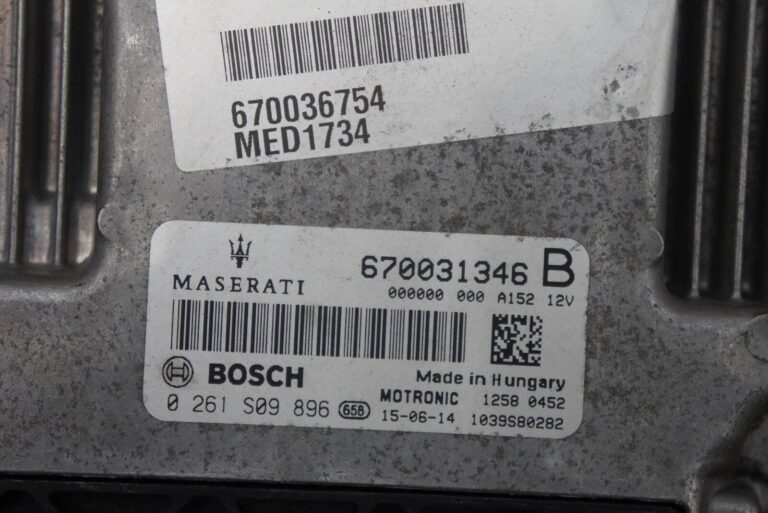 670036754
MED1734
MASERATI
670031346 B
000000 000 A152 12V
BOSCH
Made in Hungary
MOTRONIC 1258 0452
0 261 S09 896 658 15-06-14 1039S80282